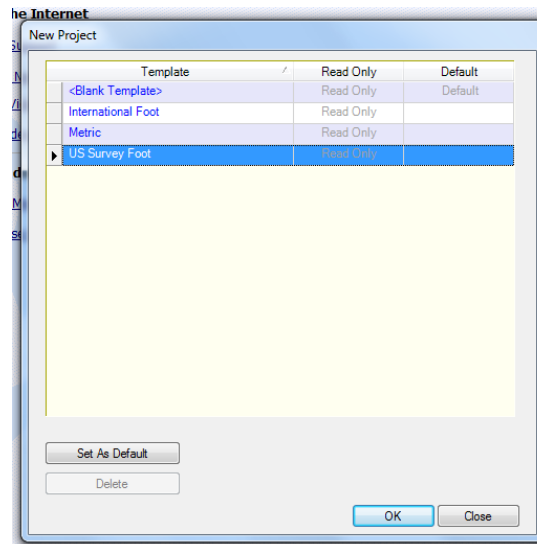 he Internet
New Project
Template Read Only Default
<Blank Template> Read Only Default
International Foot Read Only
Metric Read Only
US Survey Foot Read Only
Set As Default
Delete
OK Close